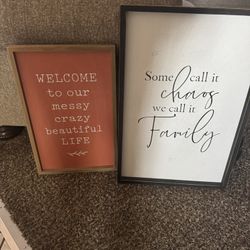 WELCOME
to our
messy
crazy
beautiful
LIFE
Some call it
chaos
we call it
Family